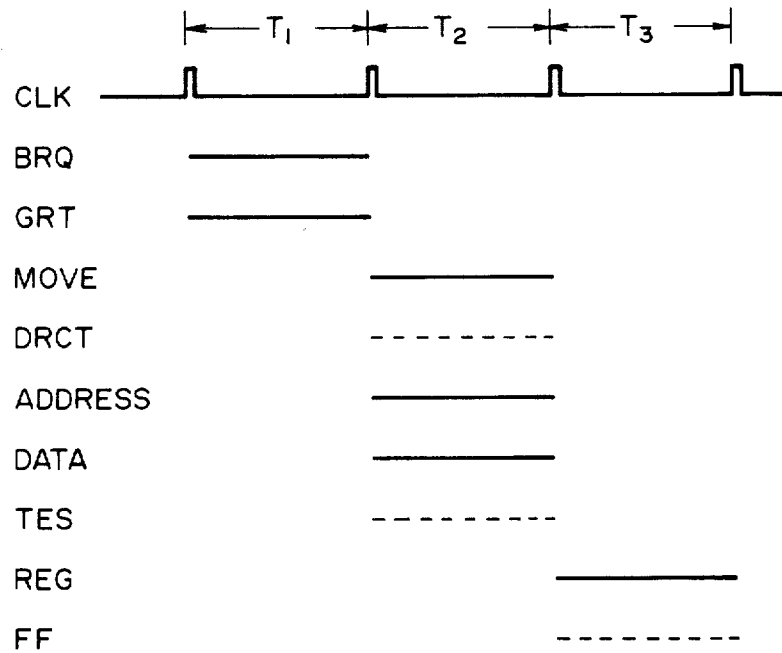 T₁ T₂ T₃
CLK
BRQ
GRT
MOVE
DRCT
ADDRESS
DATA
TES
REG
FF